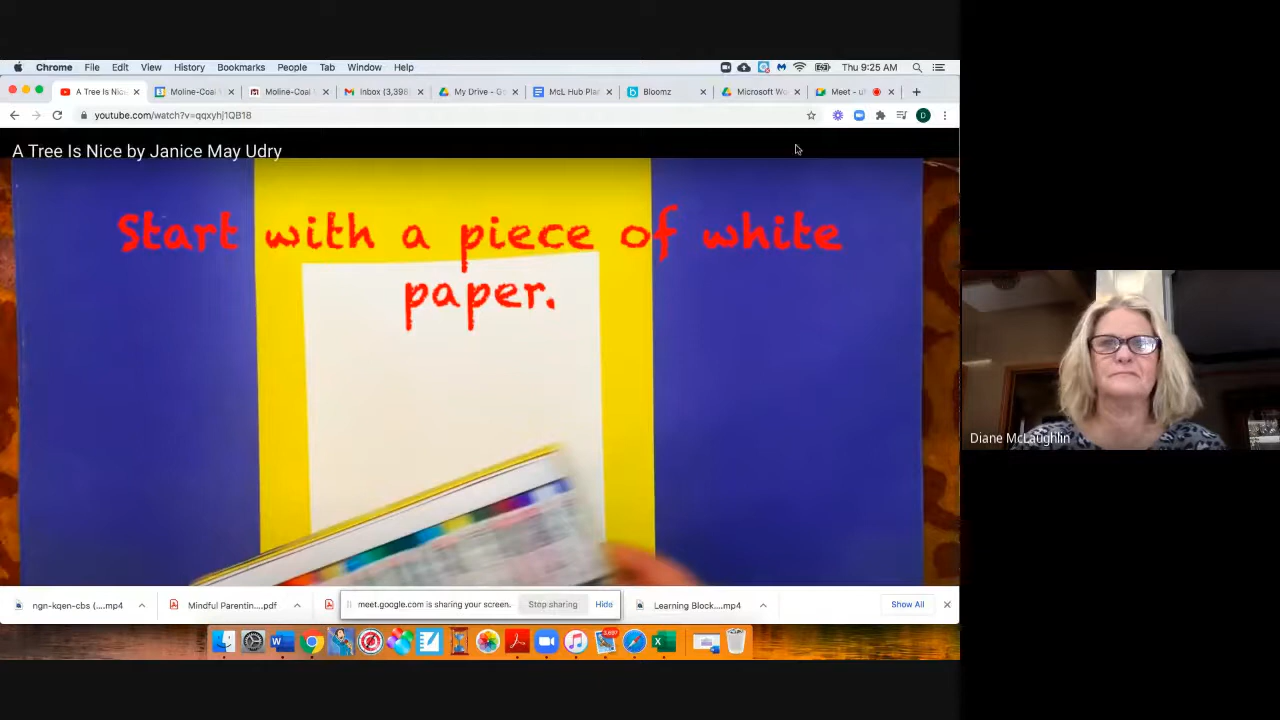 Chrome File Edit View History Bookmarks People Tab Window Help Thu 9:25 AM
A Tree Is Nice Moline-Coal Moline-Coal Inbox (3,398 My Drive - Go McL Hub Plan Bloomz Microsoft Wo Meet - u
youtube.com/watch?v=qqxyhj1QB18 D
A Tree Is Nice by Janice May Udry
Start with a piece of white
paper.
Diane McLaughlin
ngn-kqen-cbs (....mp4 Mindful Parentin....pdf meet.google.com is sharing your screen. Stop sharing Hide Learning Block....mp4 Show All